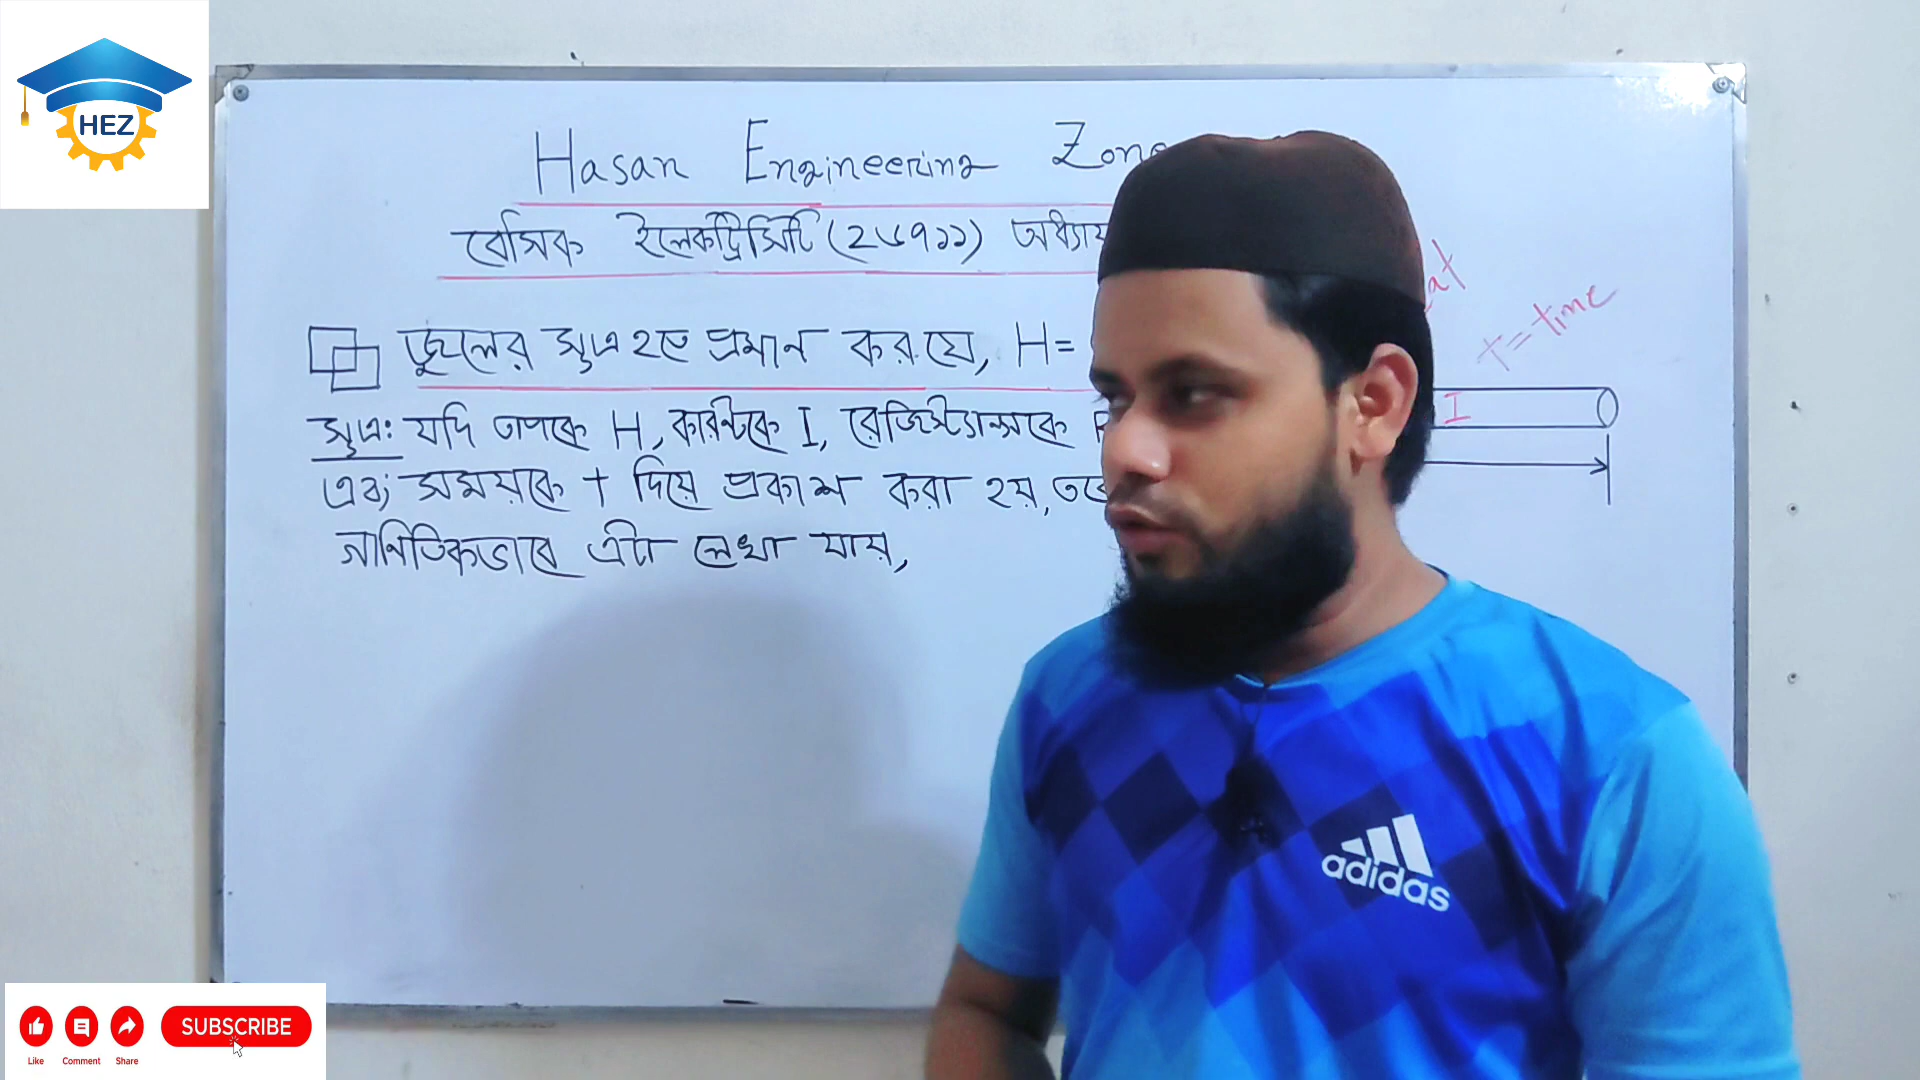 HEZ
Hasan Engineering Zone
বেসিক ইলেকট্রিসিটি (২৬৭১১) অধ্যায়
জুলের সূত্র হতে প্রমান কর যে, H=
সূত্র: যদি তাপকে H, কারন্টকে I, রেজিস্ট্যান্সকে R
এবং সময়কে t দিয়ে প্রকাশ করা হয়, তবে
গানিতিকভাবে এটা লেখা যায়,
t=time
I
adidas
Like Comment Share SUBSCRIBE